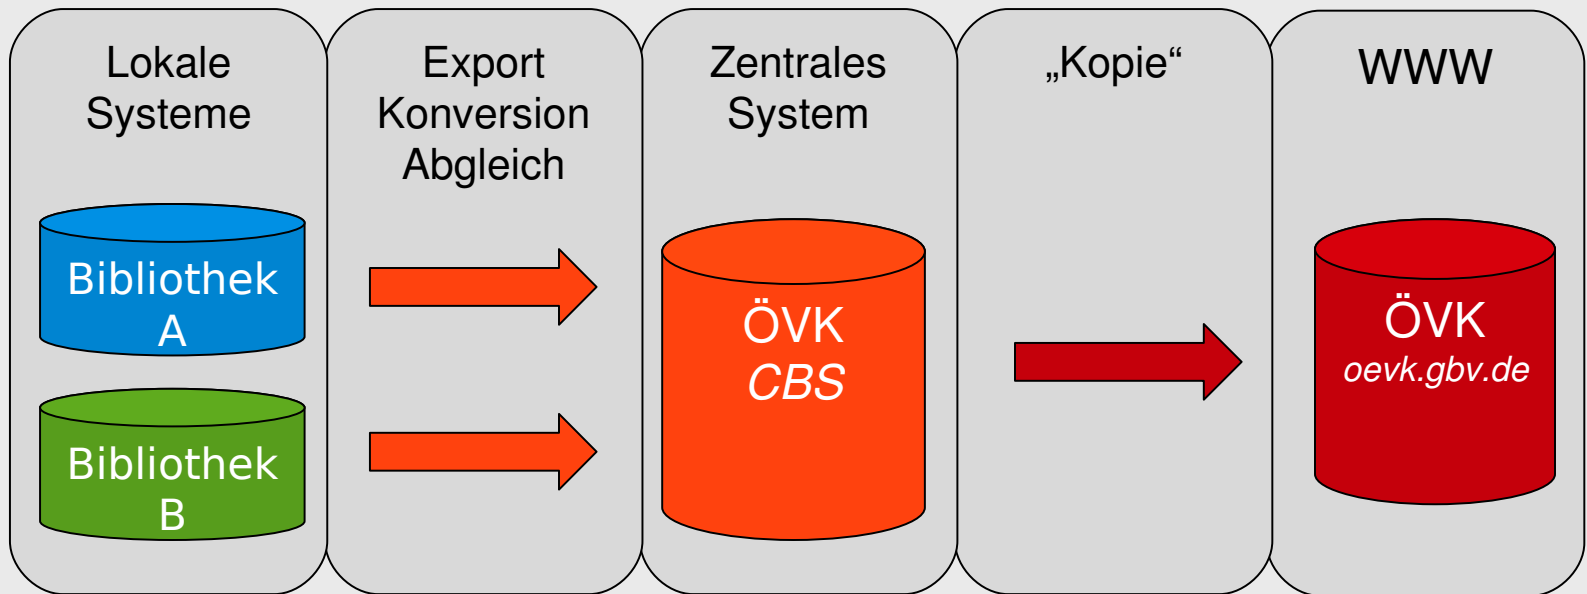 Lokale
Systeme
Bibliothek
A
Bibliothek
B
Export
Konversion
Abgleich
Zentrales
System
ÖVK
CBS
„Kopie“
WWW
ÖVK
oevk.gbv.de